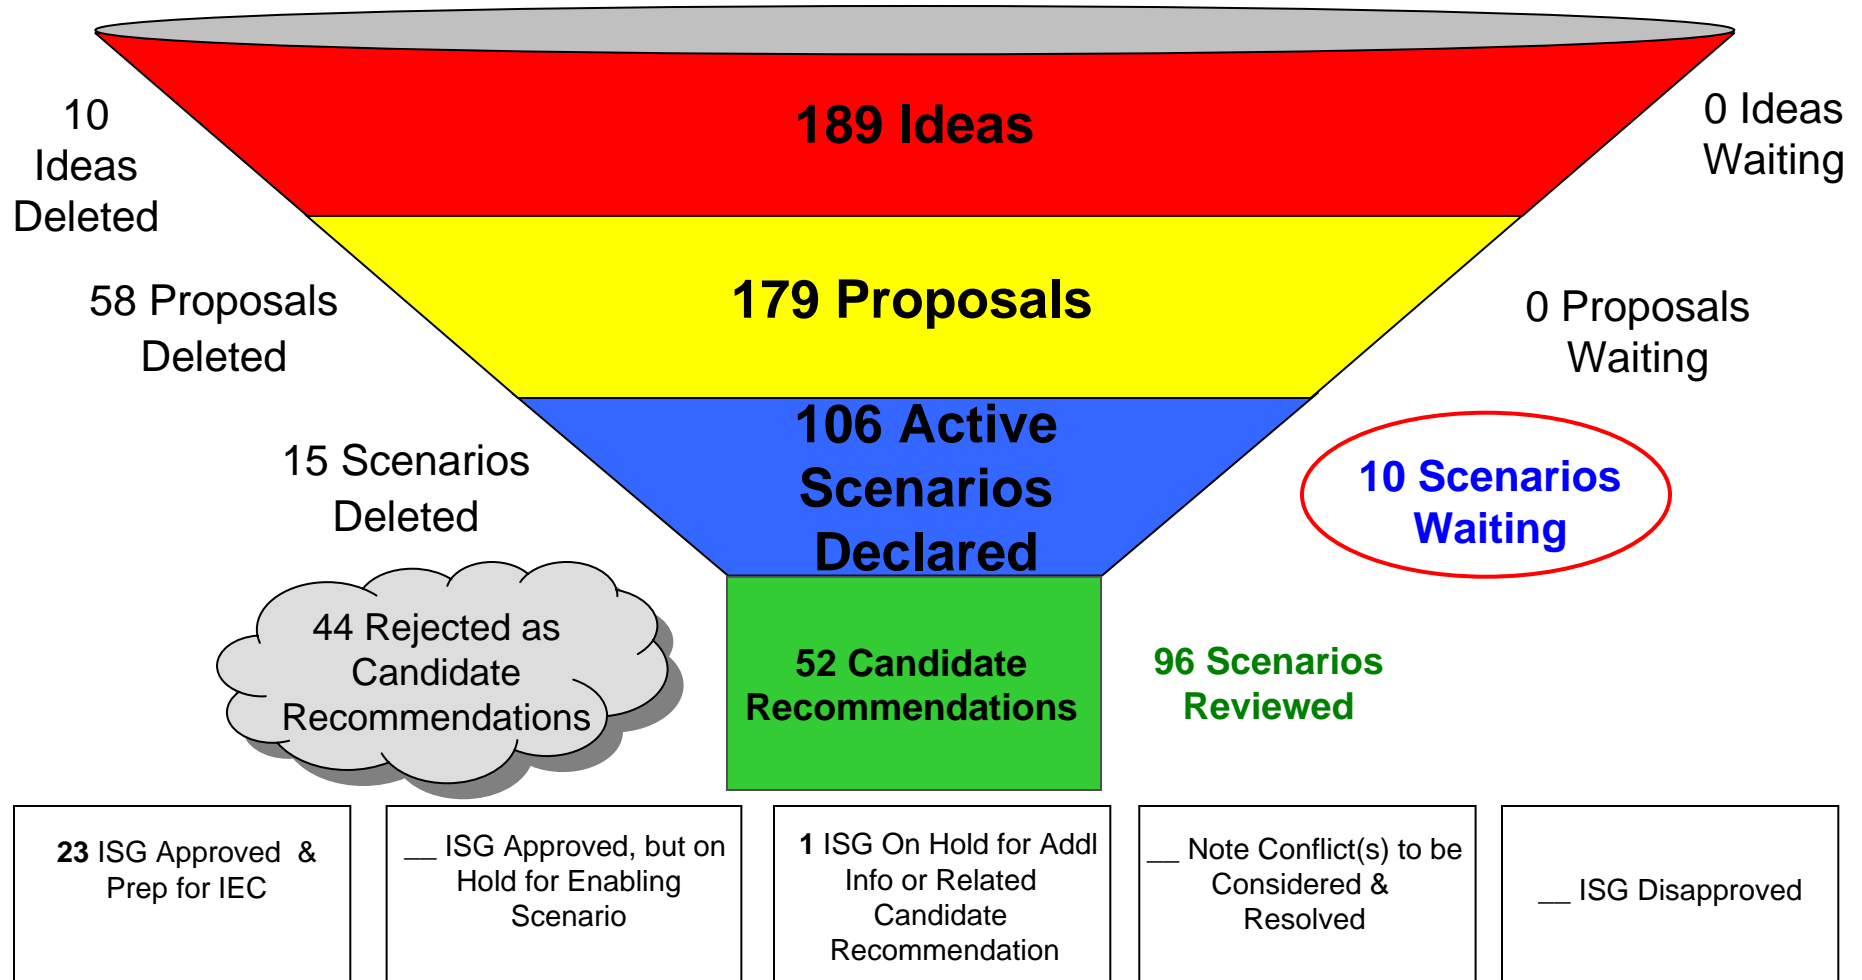 189 Ideas
10
Ideas
Deleted
0 Ideas
Waiting
179 Proposals
58 Proposals
Deleted
0 Proposals
Waiting
106 Active
Scenarios
Declared
15 Scenarios
Deleted
10 Scenarios
Waiting
44 Rejected as
Candidate
Recommendations
52 Candidate
Recommendations
96 Scenarios
Reviewed
23 ISG Approved &
Prep for IEC
__ ISG Approved, but on
Hold for Enabling
Scenario
1 ISG On Hold for Addl
Info or Related
Candidate
Recommendation
__ Note Conflict(s) to be
Considered &
Resolved
__ ISG Disapproved